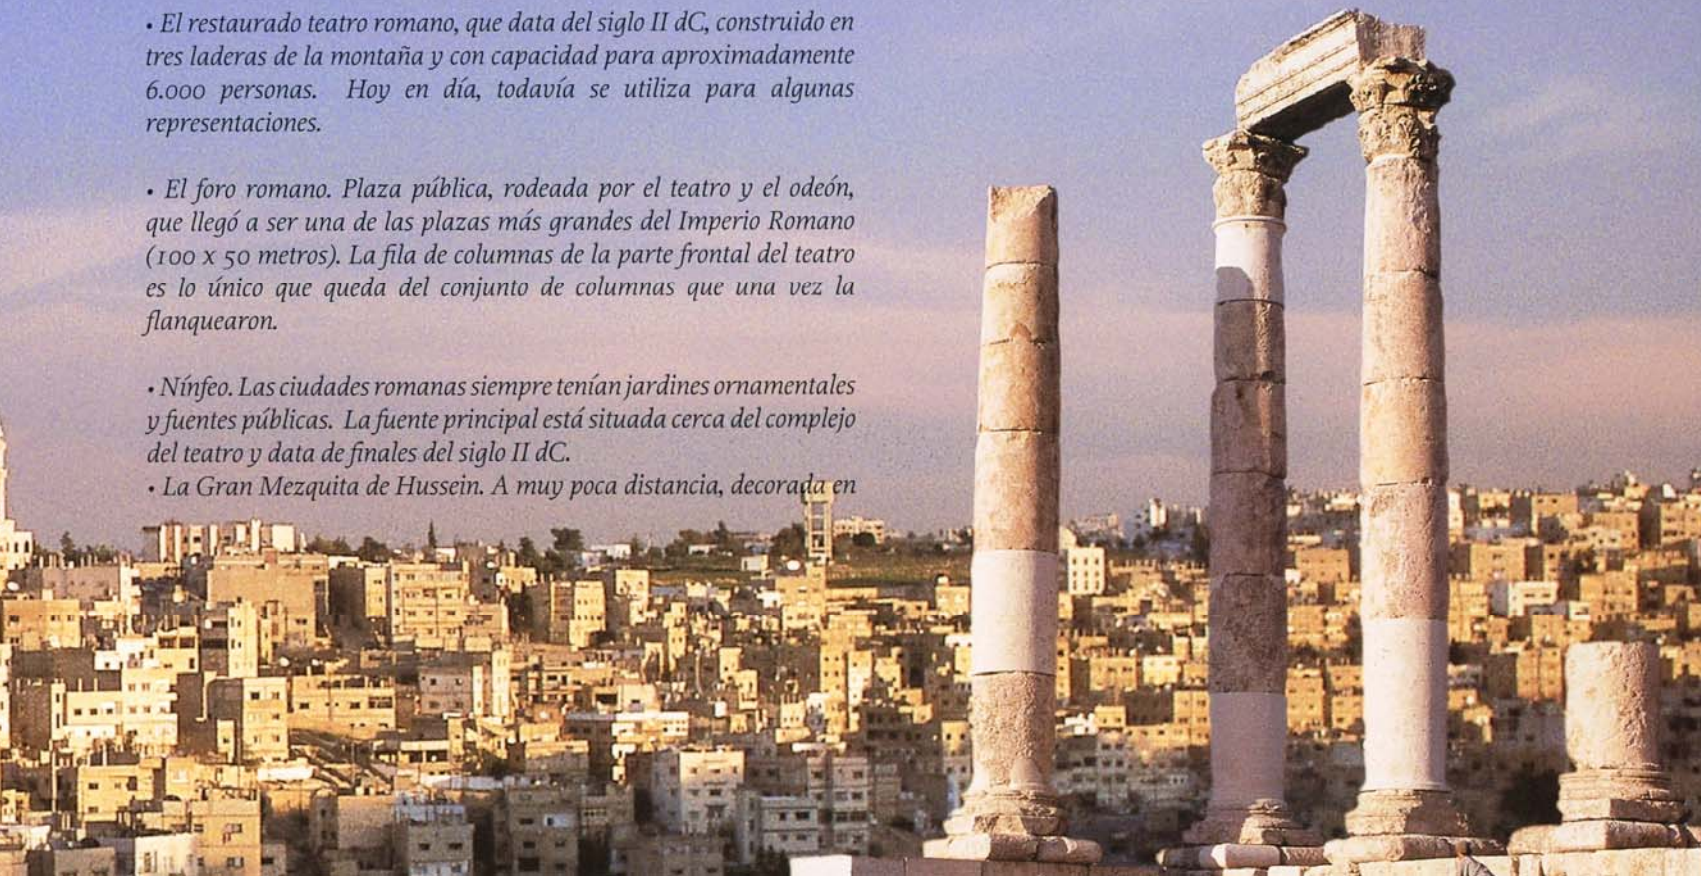 • El restaurado teatro romano, que data del siglo II dC, construido en
tres laderas de la montaña y con capacidad para aproximadamente
6.000 personas. Hoy en día, todavía se utiliza para algunas
representaciones.
• El foro romano. Plaza pública, rodeada por el teatro y el odeón,
que llegó a ser una de las plazas más grandes del Imperio Romano
(100 x 50 metros). La fila de columnas de la parte frontal del teatro
es lo único que queda del conjunto de columnas que una vez la
flanquearon.
• Nínfeo. Las ciudades romanas siempre tenían jardines ornamentales
y fuentes públicas. La fuente principal está situada cerca del complejo
del teatro y data de finales del siglo II dC.
• La Gran Mezquita de Hussein. A muy poca distancia, decorada en